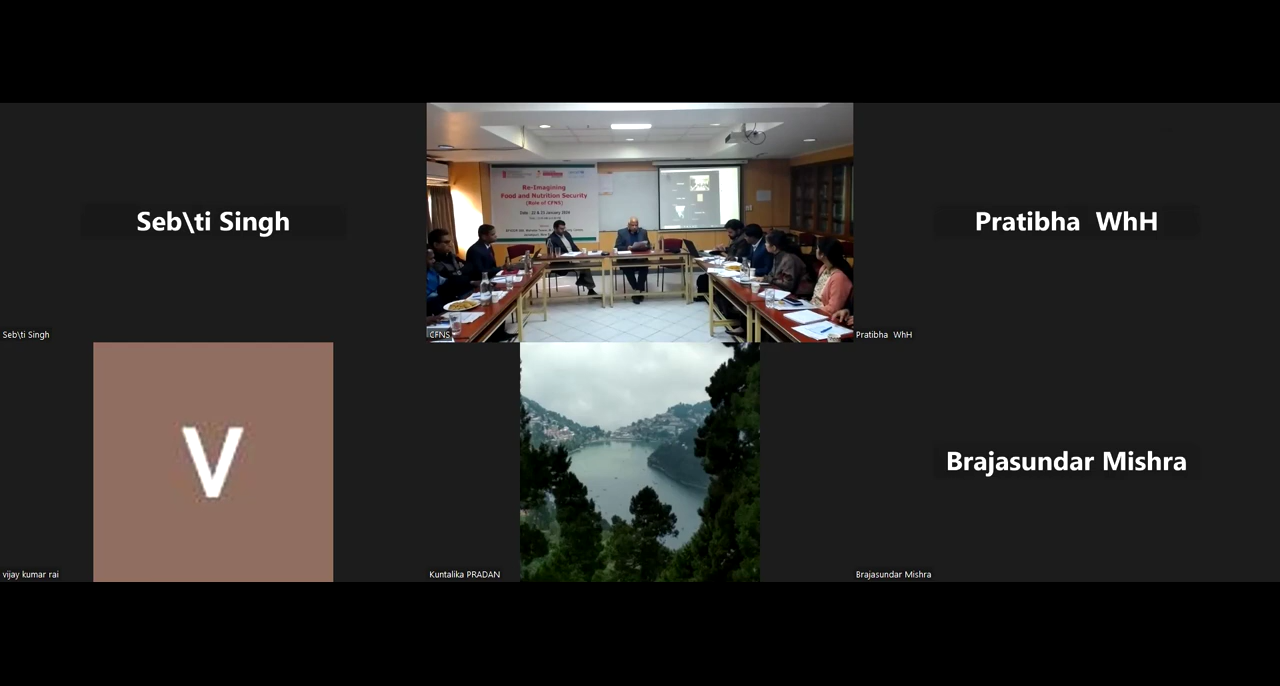 Seb\ti Singh
Seb\ti Singh
Re-Imagining
Food and Nutrition Security
(Role of CFNS)
CFNS
Pratibha  WhH
Pratibha  WhH
V
vijay kumar rai
Kuntalika PRADAN
Brajasundar Mishra
Brajasundar Mishra